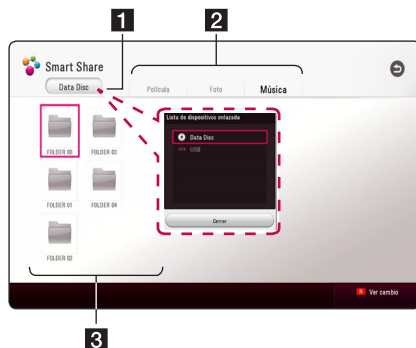 1
2
Smart Share
Data Disc
Película
Foto
Música
Lista de dispositivos enlazada
Data Disc
USB
Cerrar
FOLDER 00
FOLDER 03
FOLDER 01
FOLDER 04
FOLDER 02
R Ver cambio
3